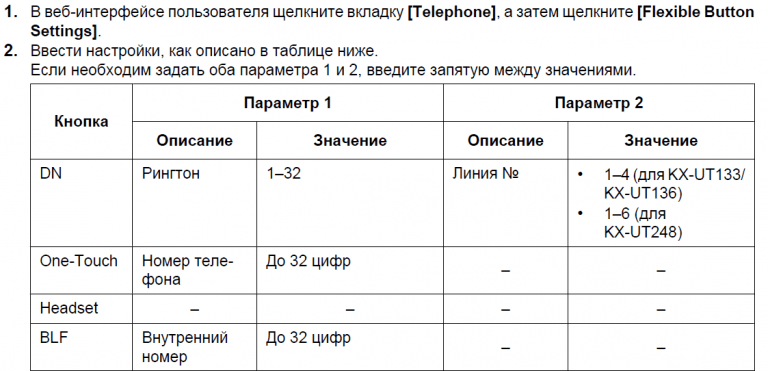 1. В веб-интерфейсе пользователя щелкните вкладку [Telephone], а затем щелкните [Flexible Button
Settings].
2. Ввести настройки, как описано в таблице ниже.
Если необходим задать оба параметра 1 и 2, введите запятую между значениями.
Кнопка
Параметр 1
Параметр 2
Описание
Значение
Описание
Значение
DN
Рингтон
1–32
Линия №
• 1–4 (для KX-UT133/
KX-UT136)
• 1–6 (для
KX-UT248)
One-Touch
Номер теле-
фона
До 32 цифр
–
–
Headset
–
–
–
–
BLF
Внутренний
номер
До 32 цифр
–
–